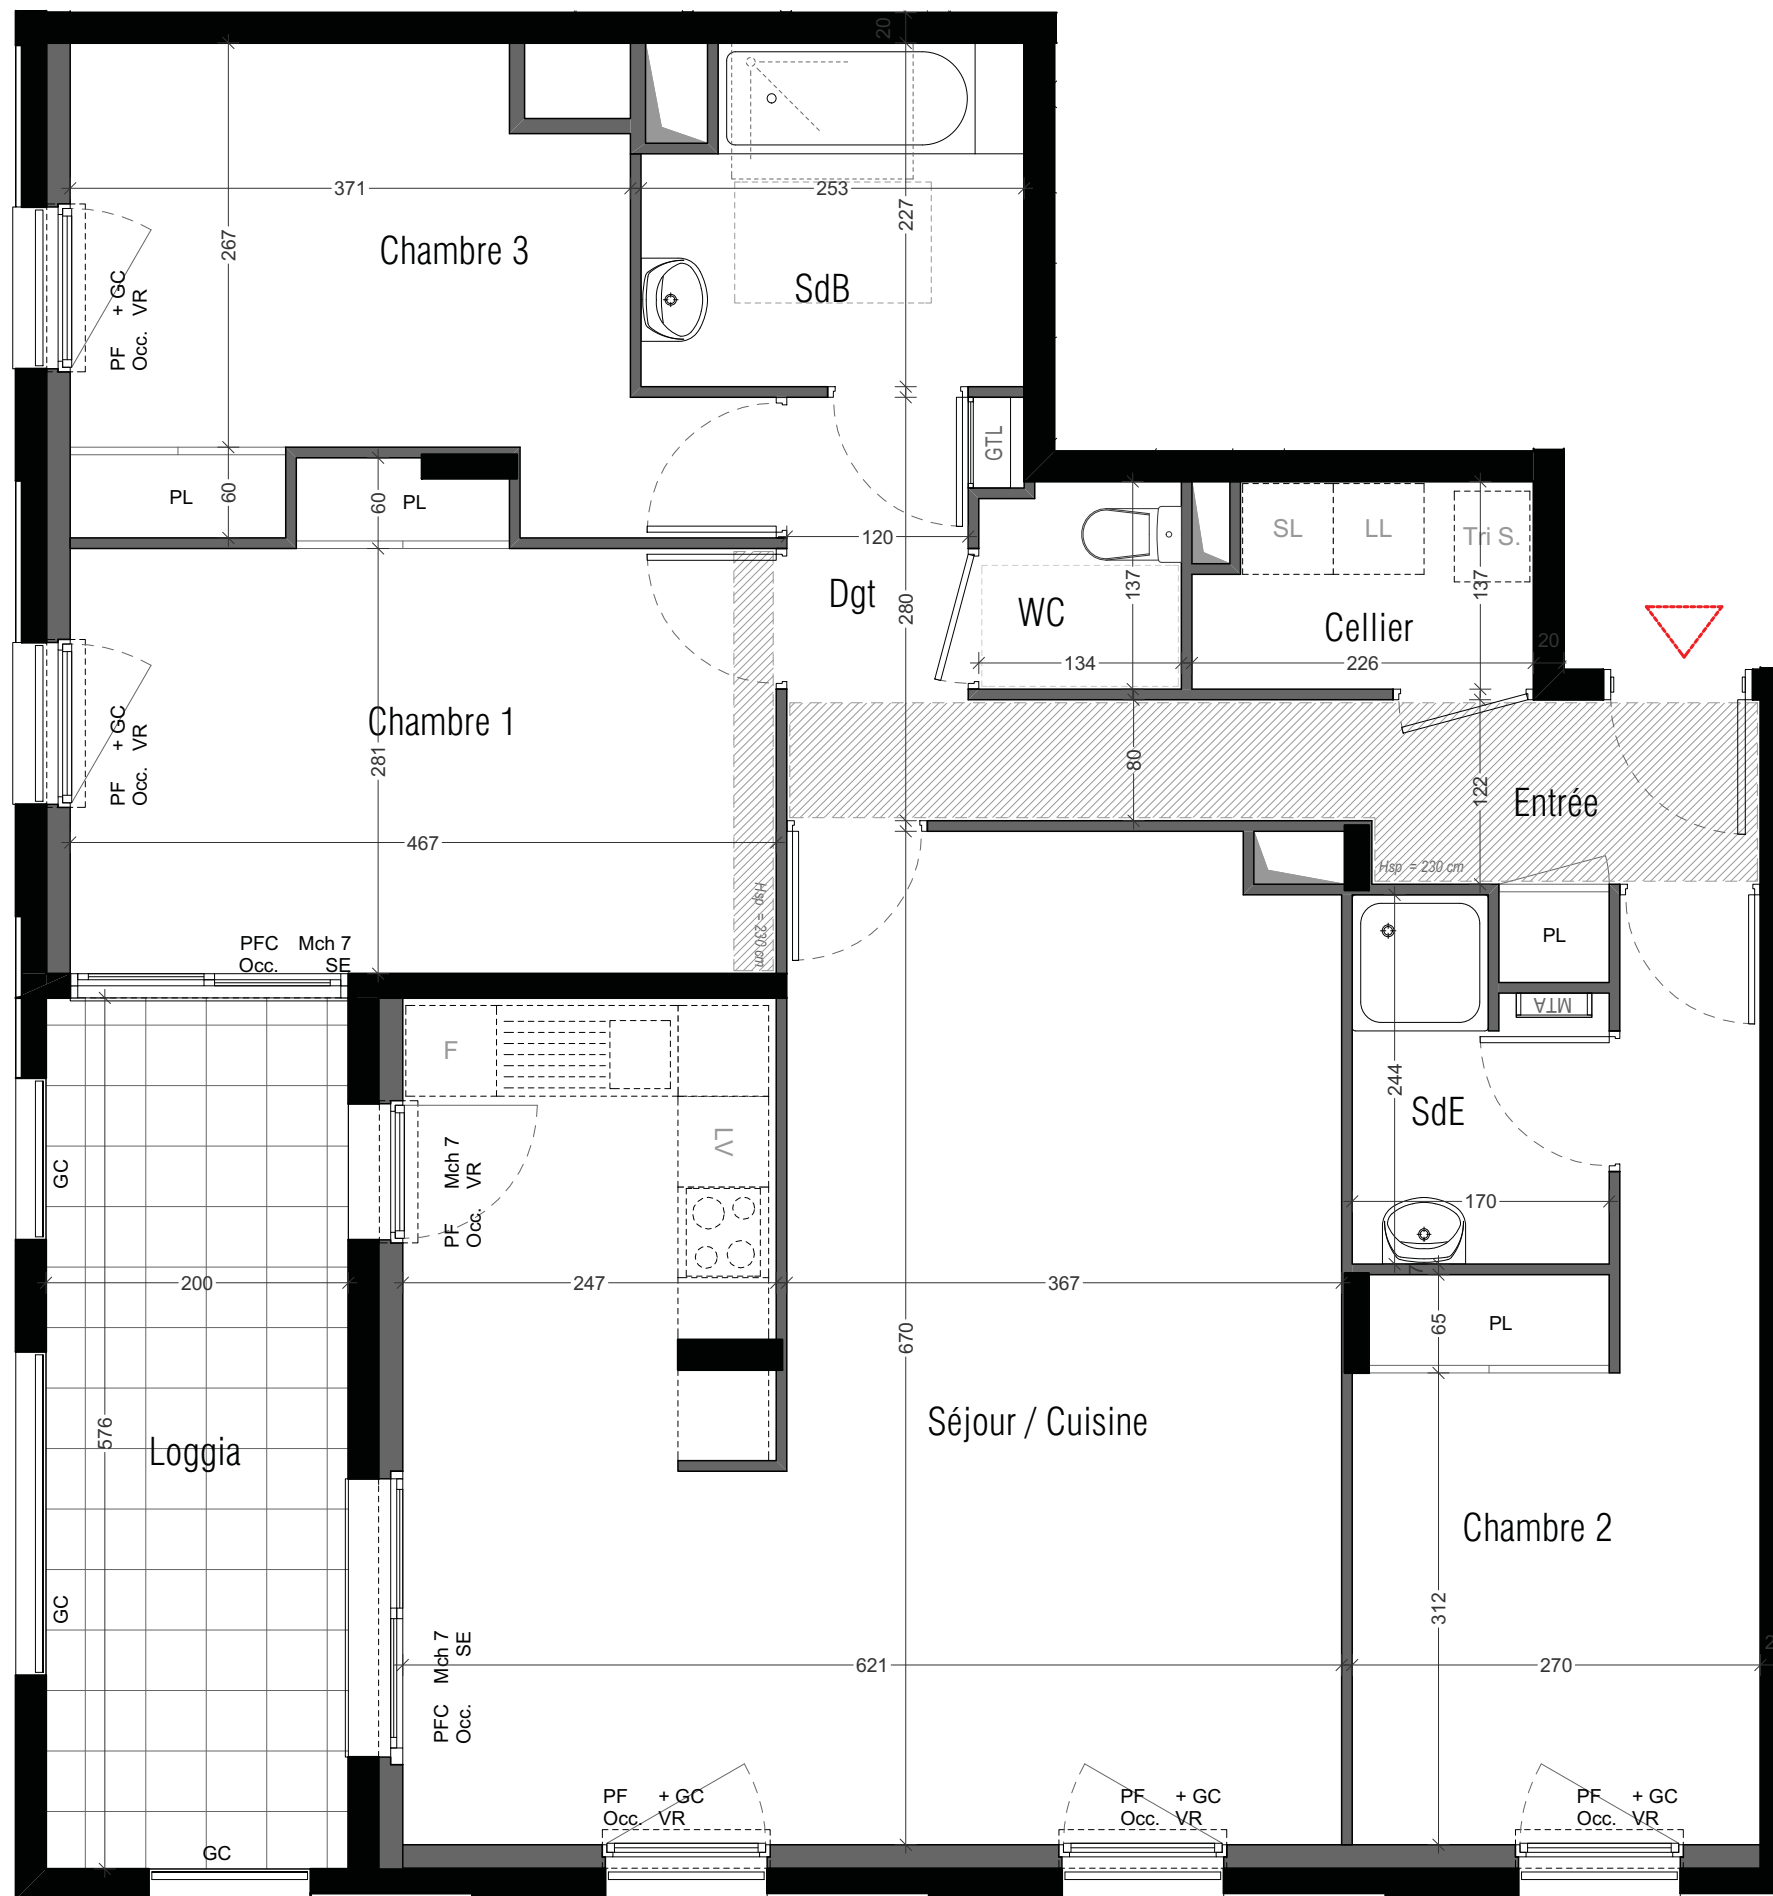 20
371
253
267
227
Chambre 3
SdB
PF + GC
Occ. VR
GTL
PL
60
PL
60
SL
LL
Tri S.
120
137
137
Dgt
280
WC
Cellier
134
226
20
PF + GC
Occ. VR
Chambre 1
281
80
122
Entrée
467
Hsp = 230 cm
Hsp = 230 cm
PFC Mch 7
Occ. SE
PL
MTA
F
LV
244
SdE
GC
PF Mch 7
Occ. VR
170
7
200
247
367
670
65
PL
576
Loggia
Séjour / Cuisine
Chambre 2
GC
312
PFC Mch 7
Occ. SE
621
270
2
PF + GC
Occ. VR
PF + GC
Occ. VR
PF + GC
Occ. VR
GC